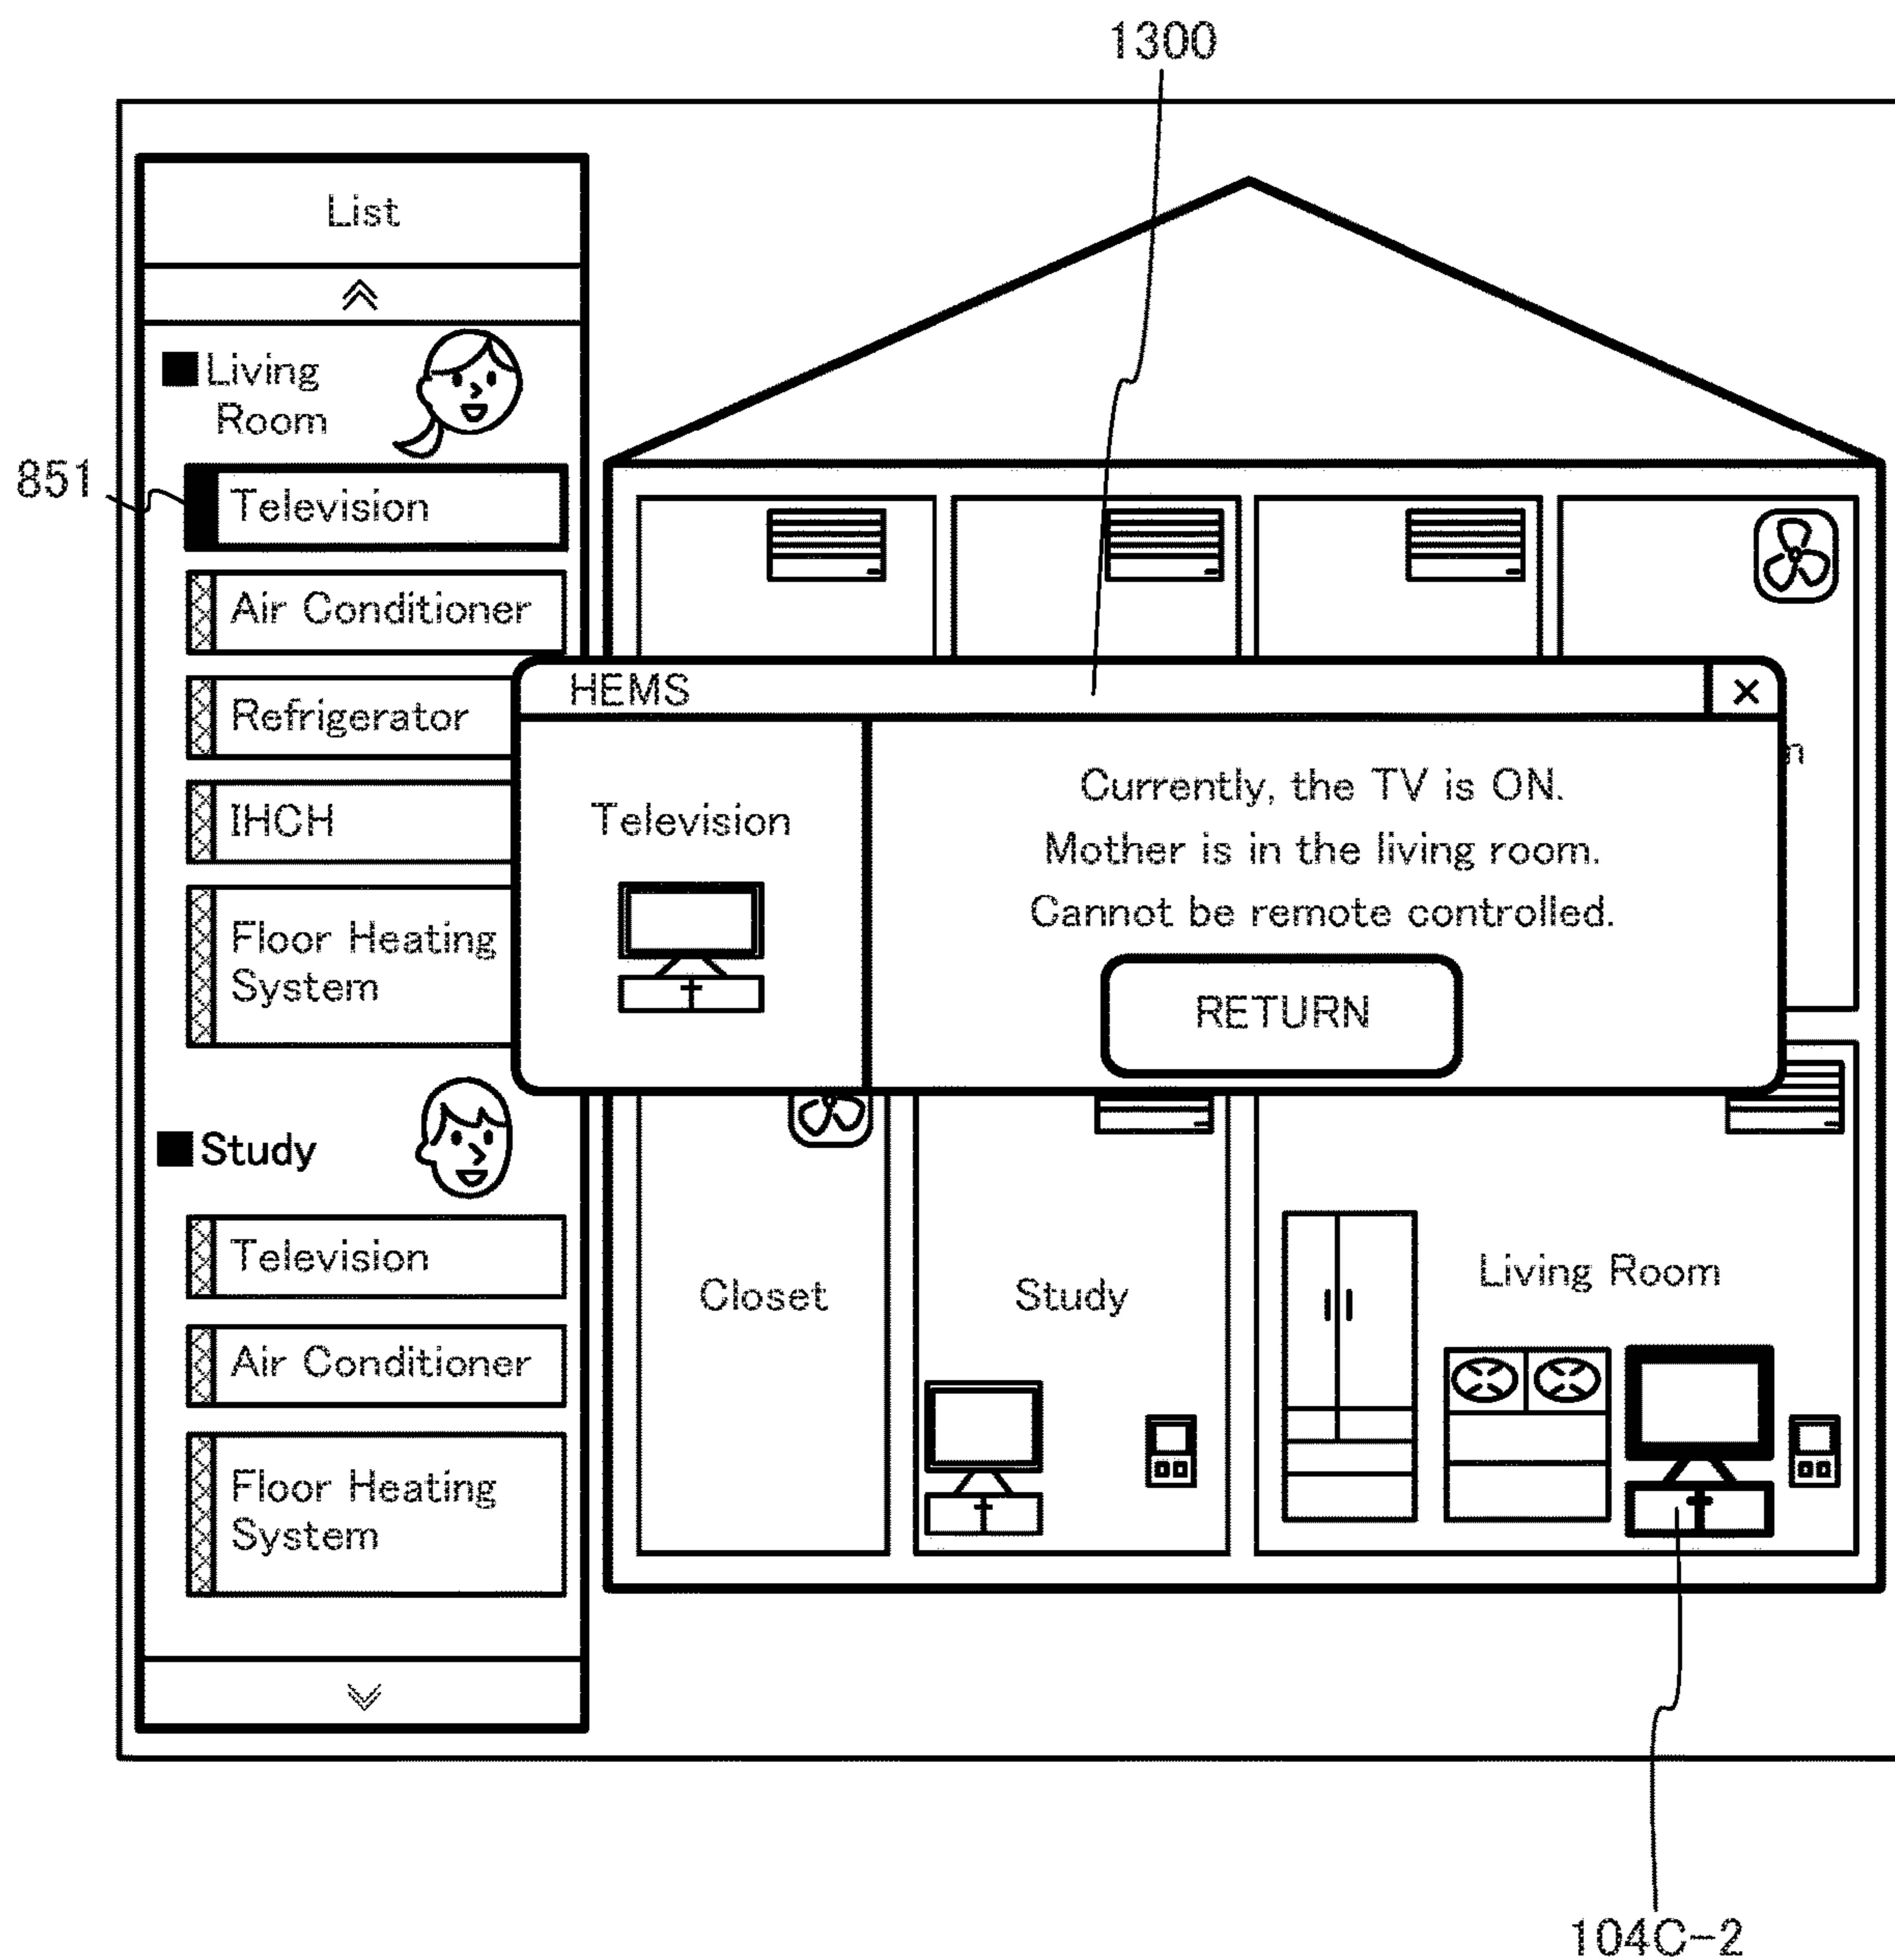 1300
List
■Living
Room
851
Television
Air Conditioner
HEMS
×
Refrigerator
Currently, the TV is ON.
Television
Mother is in the living room.
IHCH
Cannot be remote controlled.
Floor Heating
System
RETURN
■Study
Television
Living Room
Closet
Study
Air Conditioner
Floor Heating
System
104C-2